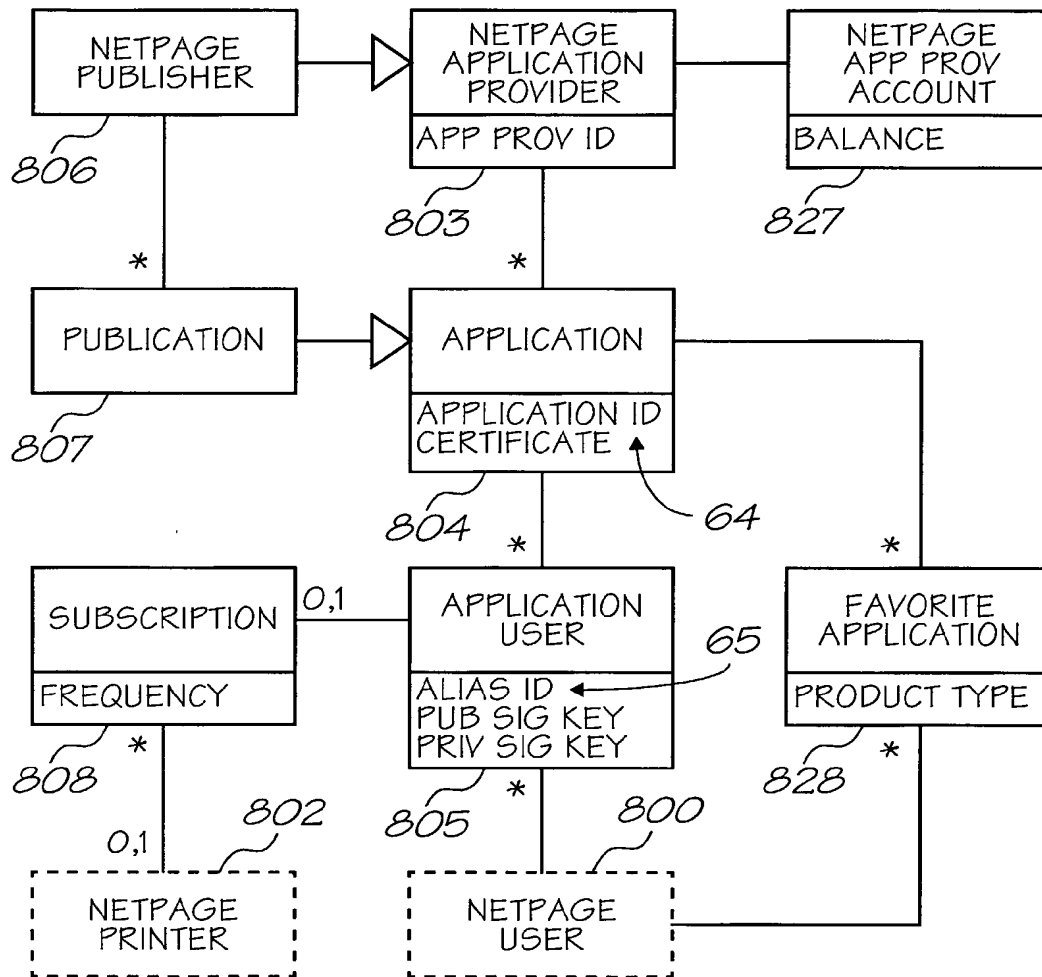 NETPAGE
PUBLISHER
806
NETPAGE
APPLICATION
PROVIDER
APP PROV ID
803
NETPAGE
APP PROV
ACCOUNT
BALANCE
827
*
*
PUBLICATION
807
APPLICATION
APPLICATION ID
CERTIFICATE
64
804
*
*
SUBSCRIPTION
FREQUENCY
808
0,1
APPLICATION
USER
ALIAS ID
PUB SIG KEY
PRIV SIG KEY
65
805
FAVORITE
APPLICATION
PRODUCT TYPE
828
*
*
*
0,1
802
NETPAGE
PRINTER
800
NETPAGE
USER